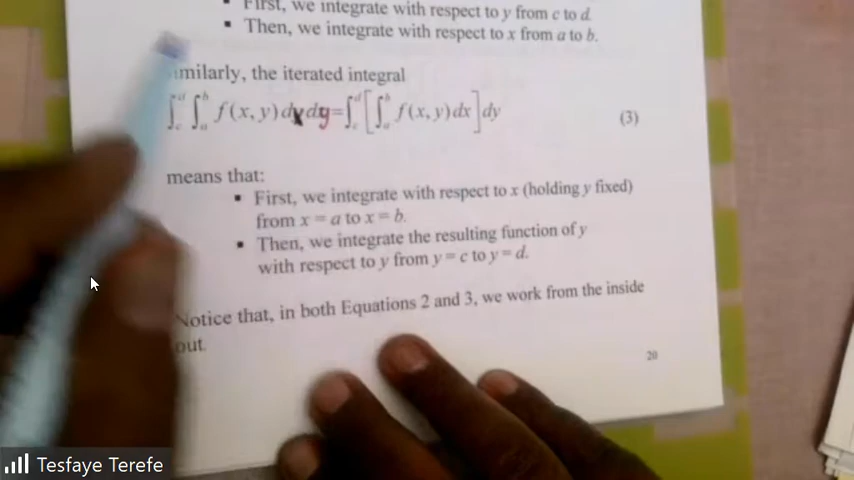 ▪ First, we integrate with respect to y from c to d
▪ Then, we integrate with respect to x from a to b.
milarly, the iterated integral
∫_c^d ∫_a^b f(x, y) dx dy = ∫_c^d [∫_a^b f(x, y) dx] dy (3)
means that:
▪ First, we integrate with respect to x (holding y fixed)
from x = a to x = b.
▪ Then, we integrate the resulting function of y
with respect to y from y = c to y = d.
Notice that, in both Equations 2 and 3, we work from the inside
out.
20
Tesfaye Terefe